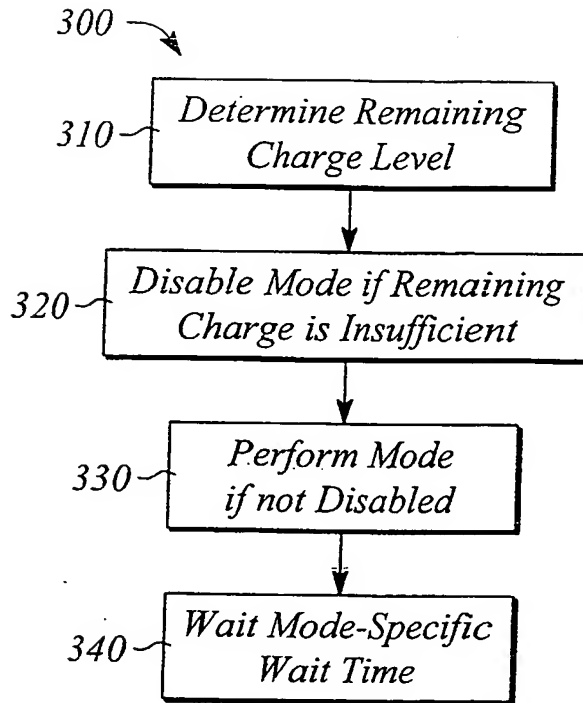 300
310
Determine Remaining
Charge Level
320
Disable Mode if Remaining
Charge is Insufficient
330
Perform Mode
if not Disabled
340
Wait Mode-Specific
Wait Time